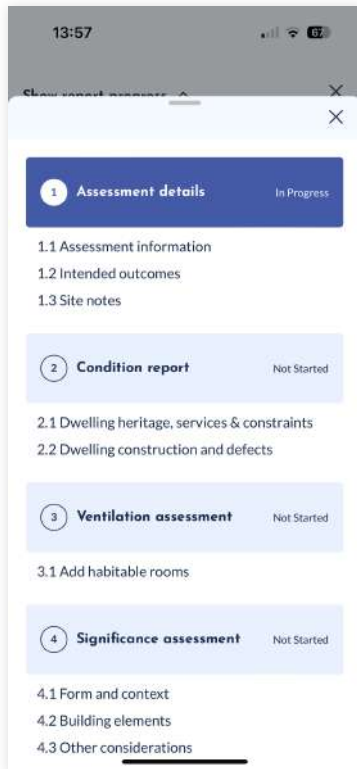 13:57
67
Show report progress
1 Assessment details In Progress
1.1 Assessment information
1.2 Intended outcomes
1.3 Site notes
2 Condition report Not Started
2.1 Dwelling heritage, services & constraints
2.2 Dwelling construction and defects
3 Ventilation assessment Not Started
3.1 Add habitable rooms
4 Significance assessment Not Started
4.1 Form and context
4.2 Building elements
4.3 Other considerations